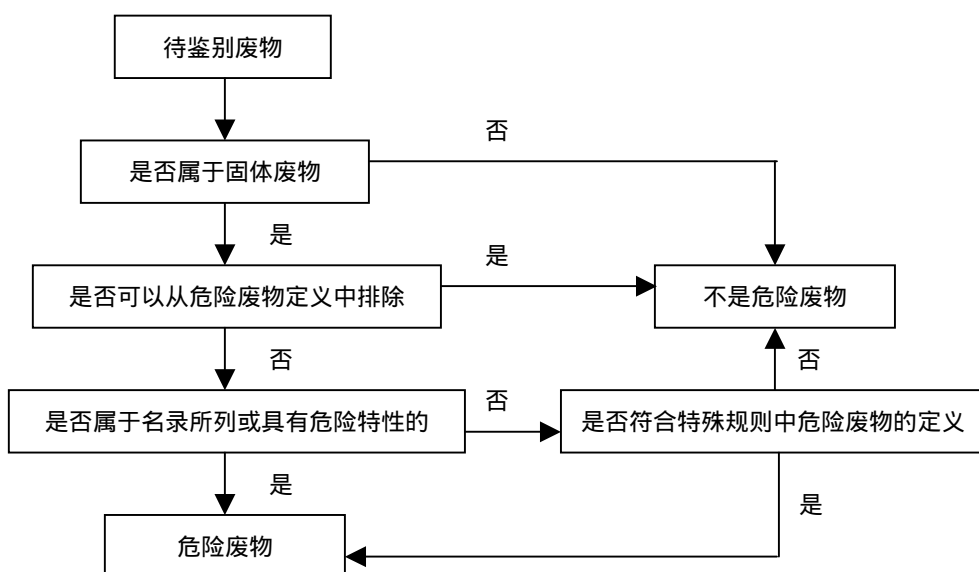 待鉴别废物
否
是否属于固体废物
是
是
是否可以从危险废物定义中排除
不是危险废物
否
否
否
是否属于名录所列或具有危险特性的
是否符合特殊规则中危险废物的定义
是
是
危险废物